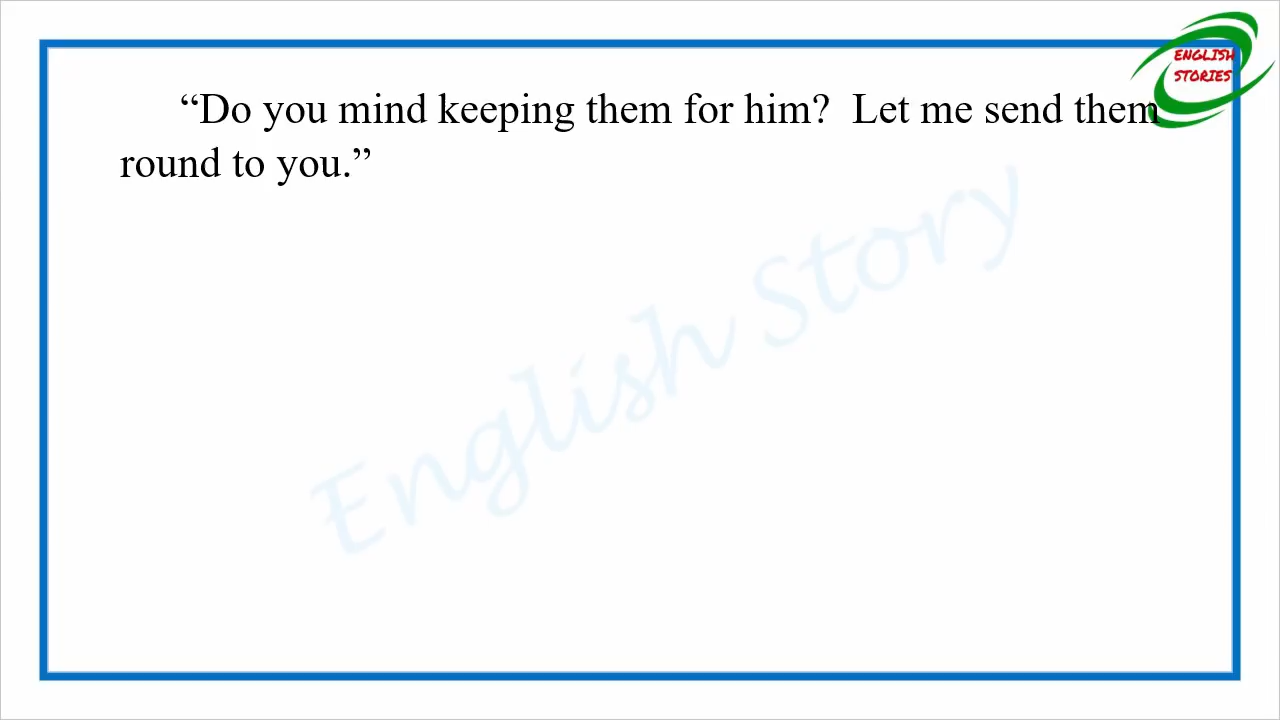 ENGLISH
STORIES
“Do you mind keeping them for him?  Let me send them
round to you.”
English Story